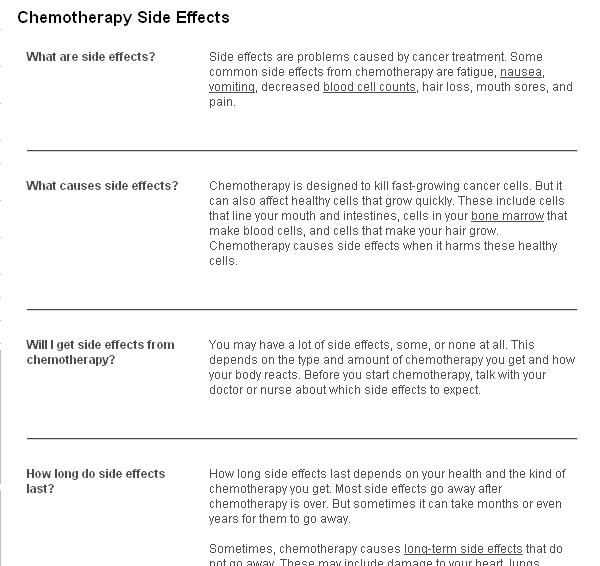 Chemotherapy Side Effects
What are side effects?
Side effects are problems caused by cancer treatment. Some
common side effects from chemotherapy are fatigue, nausea,
vomiting, decreased blood cell counts, hair loss, mouth sores, and
pain.
What causes side effects?
Chemotherapy is designed to kill fast-growing cancer cells. But it
can also affect healthy cells that grow quickly. These include cells
that line your mouth and intestines, cells in your bone marrow that
make blood cells, and cells that make your hair grow.
Chemotherapy causes side effects when it harms these healthy
cells.
Will I get side effects from
chemotherapy?
You may have a lot of side effects, some, or none at all. This
depends on the type and amount of chemotherapy you get and how
your body reacts. Before you start chemotherapy, talk with your
doctor or nurse about which side effects to expect.
How long do side effects
last?
How long side effects last depends on your health and the kind of
chemotherapy you get. Most side effects go away after
chemotherapy is over. But sometimes it can take months or even
years for them to go away.
Sometimes, chemotherapy causes long-term side effects that do
not go away. These may include damage to your heart, lungs,